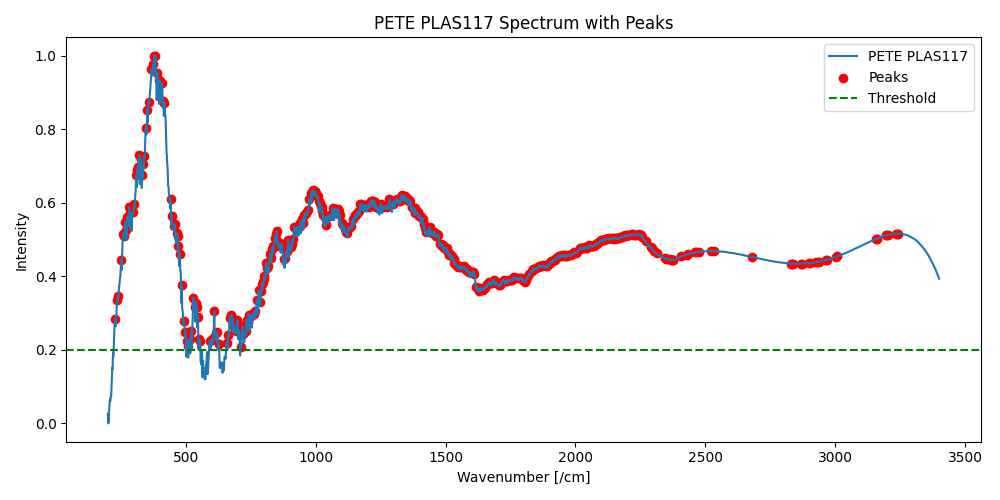 PETE PLAS117 Spectrum with Peaks
PETE PLAS117
Peaks
Threshold
Intensity
1.0
0.8
0.6
0.4
0.2
0.0
500 1000 1500 2000 2500 3000 3500
Wavenumber [/cm]